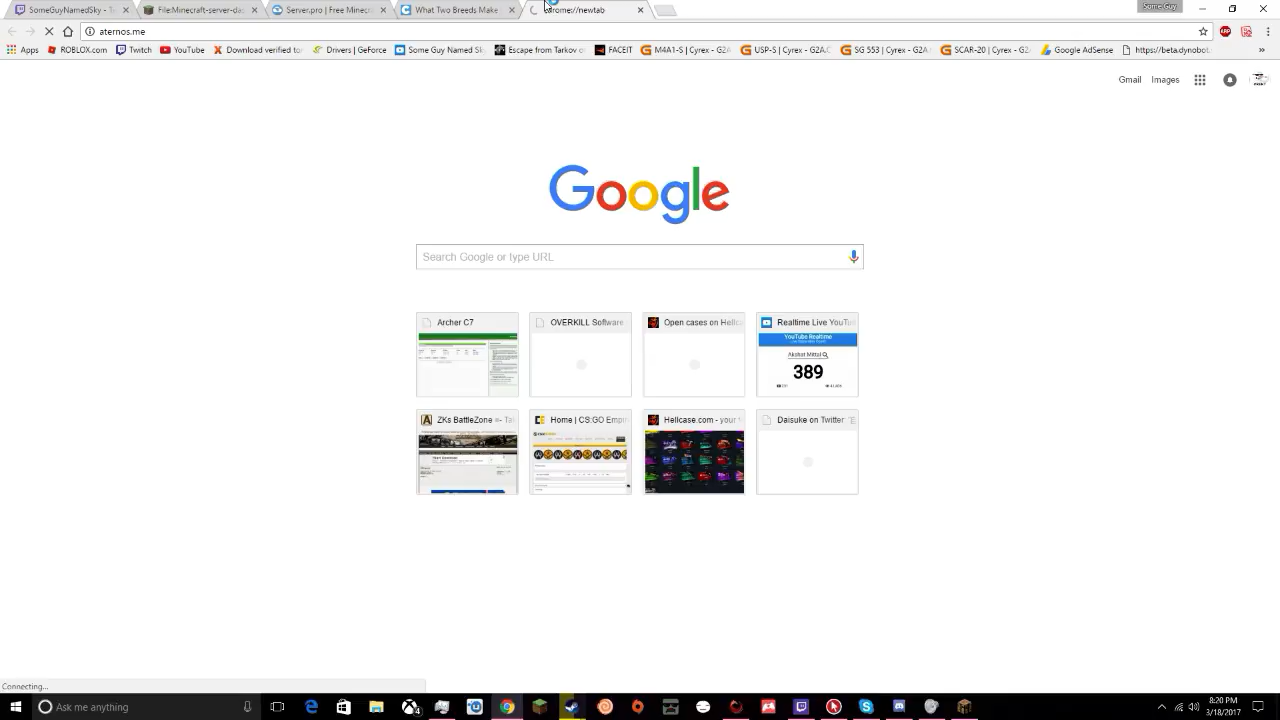 SomeGuyNamedSky - T
File:Minecraft-server-da
Server.pro | Free Minecr
What Two Breeds Make
chrome://newtab
Some Guy
aternos.me
Apps
ROBLOX.com
Twitch
YouTube
Download verified to
Drivers | GeForce
Some Guy Named Sk
Escape from Tarkov o
FACEIT
M4A1-S | Cyrex - G2A
USP-S | Cyrex - G2A.C
SG 553 | Cyrex - G2A.
SCAR-20 | Cyrex - G2
Google Adsense
https://beta.dynobot.
»
Gmail
Images
Google
Search Google or type URL
Archer C7
OVERKILL Software
Open cases on Hellca
Realtime Live YouTu
YouTube Realtime
Akshat Mittal
389
ZKs BattleZone
Home | CS:GO Empir
Hellcase.com - your f
Daisuke on Twitter "E
Connecting...
Ask me anything
8:20 PM
3/18/2017